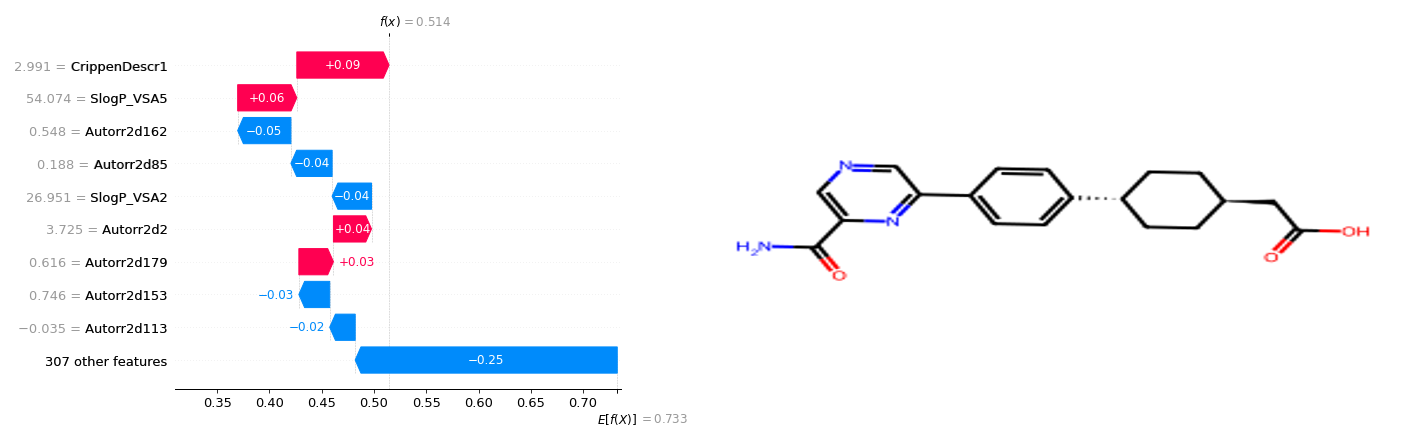 f(x) = 0.514
2.991 = CrippenDescr1
+0.09
54.074 = SlogP_VSA5
+0.06
0.548 = Autorr2d162
−0.05
0.188 = Autorr2d85
−0.04
26.951 = SlogP_VSA2
−0.04
3.725 = Autorr2d2
+0.04
0.616 = Autorr2d179
+0.03
0.746 = Autorr2d153
−0.03
−0.035 = Autorr2d113
−0.02
307 other features
−0.25
0.35 0.40 0.45 0.50 0.55 0.60 0.65 0.70
E[f(X)] = 0.733
N
N
H2N
O
O
OH